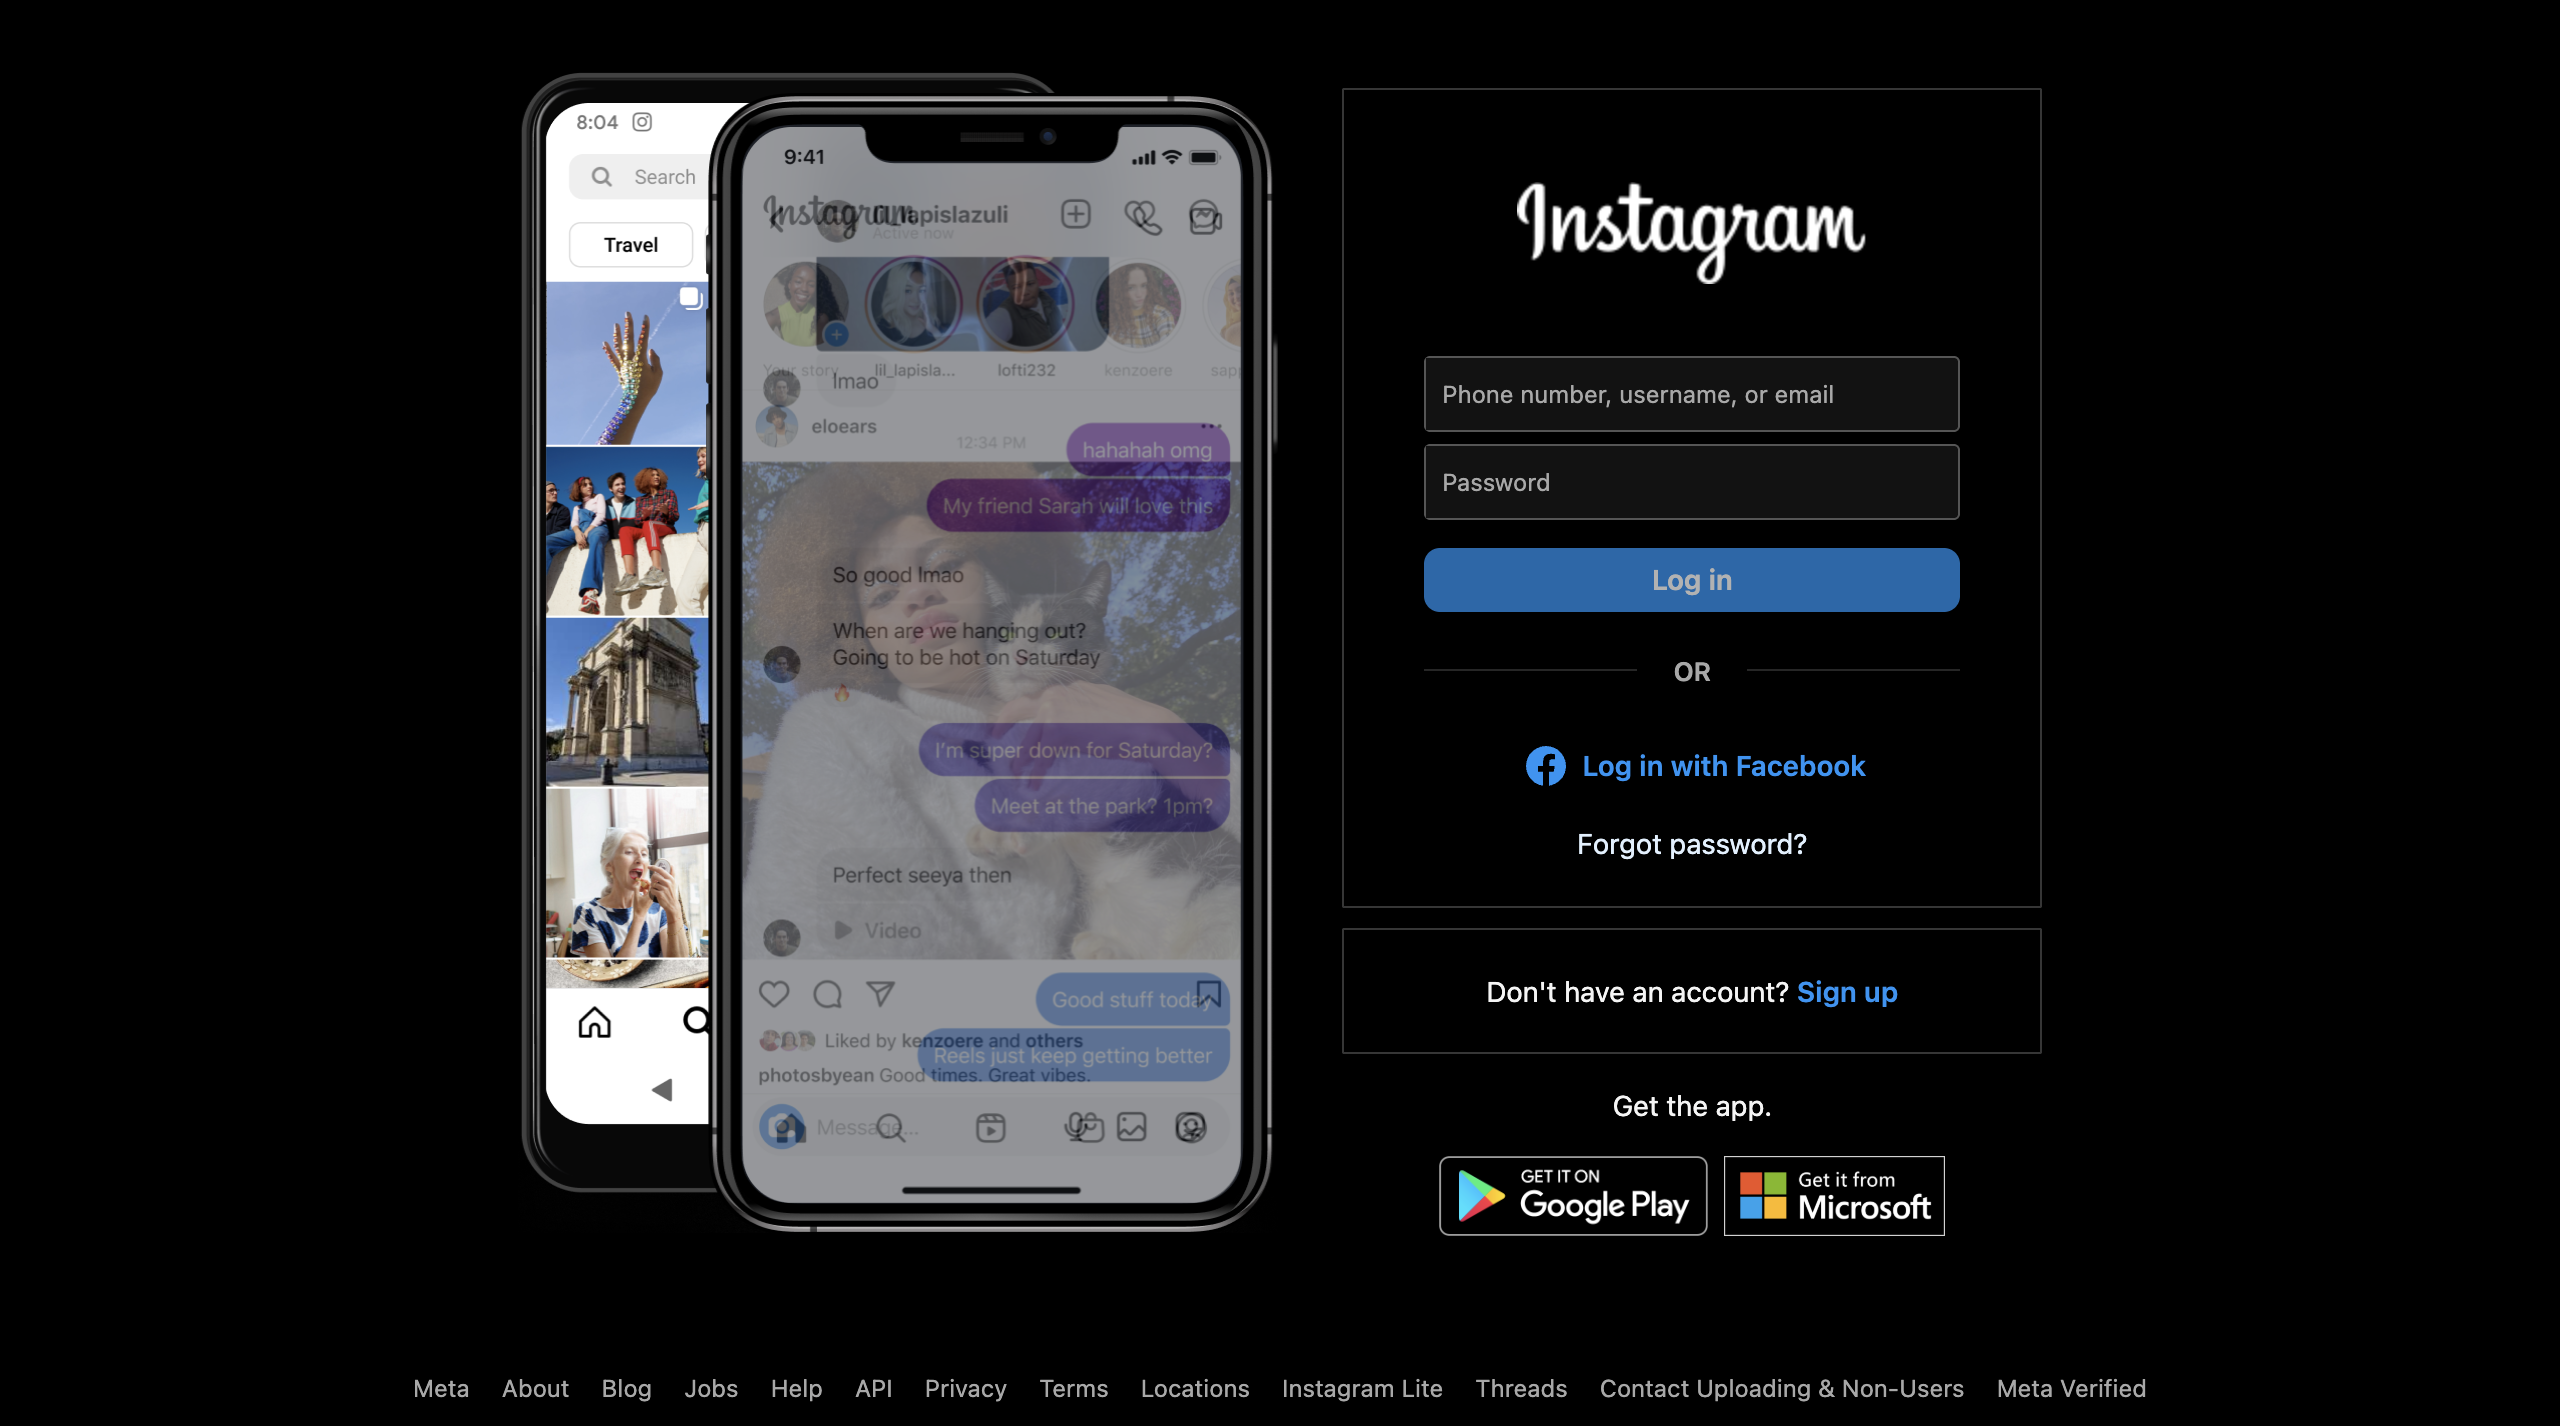 8:04
Search
Travel
9:41
Instagram
lil_lapislazuli
Active now
Your story
lil_lapisla...
lofti232
kenzoere
sapp
lmao
eloears
12:34 PM
hahahah omg
My friend Sarah will love this
So good lmao
When are we hanging out?
Going to be hot on Saturday
🔥
I'm super down for Saturday?
Meet at the park? 1pm?
Perfect seeya then
Video
Good stuff today
Liked by kenzoere and others
Reels just keep getting better
photosbyean Good times. Great vibes.
Message...
Instagram
Phone number, username, or email
Password
Log in
OR
Log in with Facebook
Forgot password?
Don't have an account? Sign up
Get the app.
GET IT ON
Google Play
Get it from
Microsoft
Meta About Blog Jobs Help API Privacy Terms Locations Instagram Lite Threads Contact Uploading & Non-Users Meta Verified